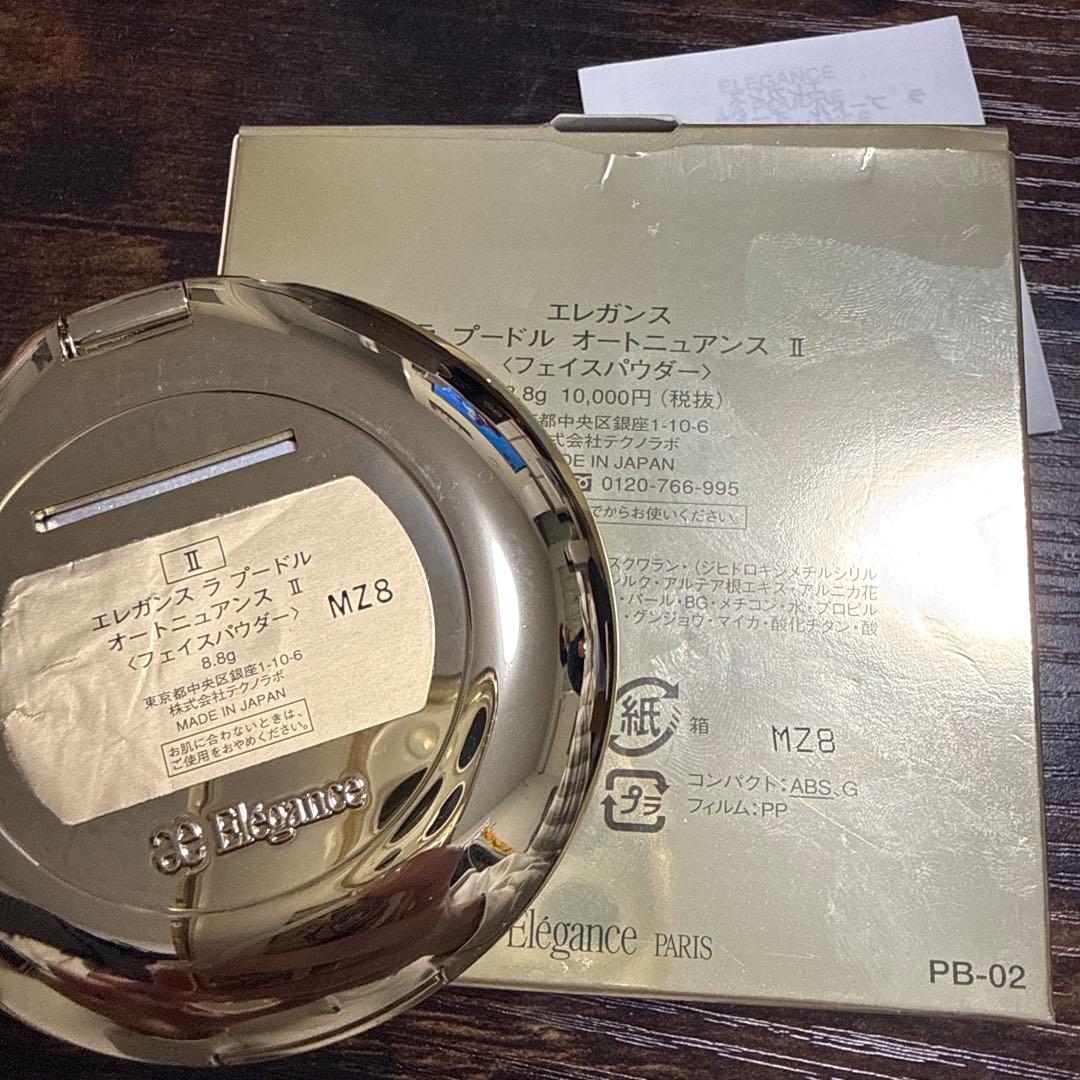 ELEGANCE
エレガンス
プードル オートニュアンス Ⅱ
〈フェイスパウダー〉
.8g 10,000円（税抜）
都中央区銀座1-10-6
式会社テクノラボ
DE IN JAPAN
0120-766-995
でからお使いください。
スクワラン・（ジヒドロキシメチルシリル
ルク・アルテア根エキス・アルニカ花
・パール・BG・メチコン・水・プロピル
・グンジョウ・マイカ・酸化チタン・酸
紙 箱
MZ8
プラ
コンパクト:ABS、G
フィルム:PP
Elégance PARIS
PB-02
Ⅱ
エレガンス ラ プードル
オートニュアンス Ⅱ
〈フェイスパウダー〉
MZ8
8.8g
東京都中央区銀座1-10-6
株式会社テクノラボ
MADE IN JAPAN
お肌に合わないときは、
ご使用をおやめください。
æ Elégance